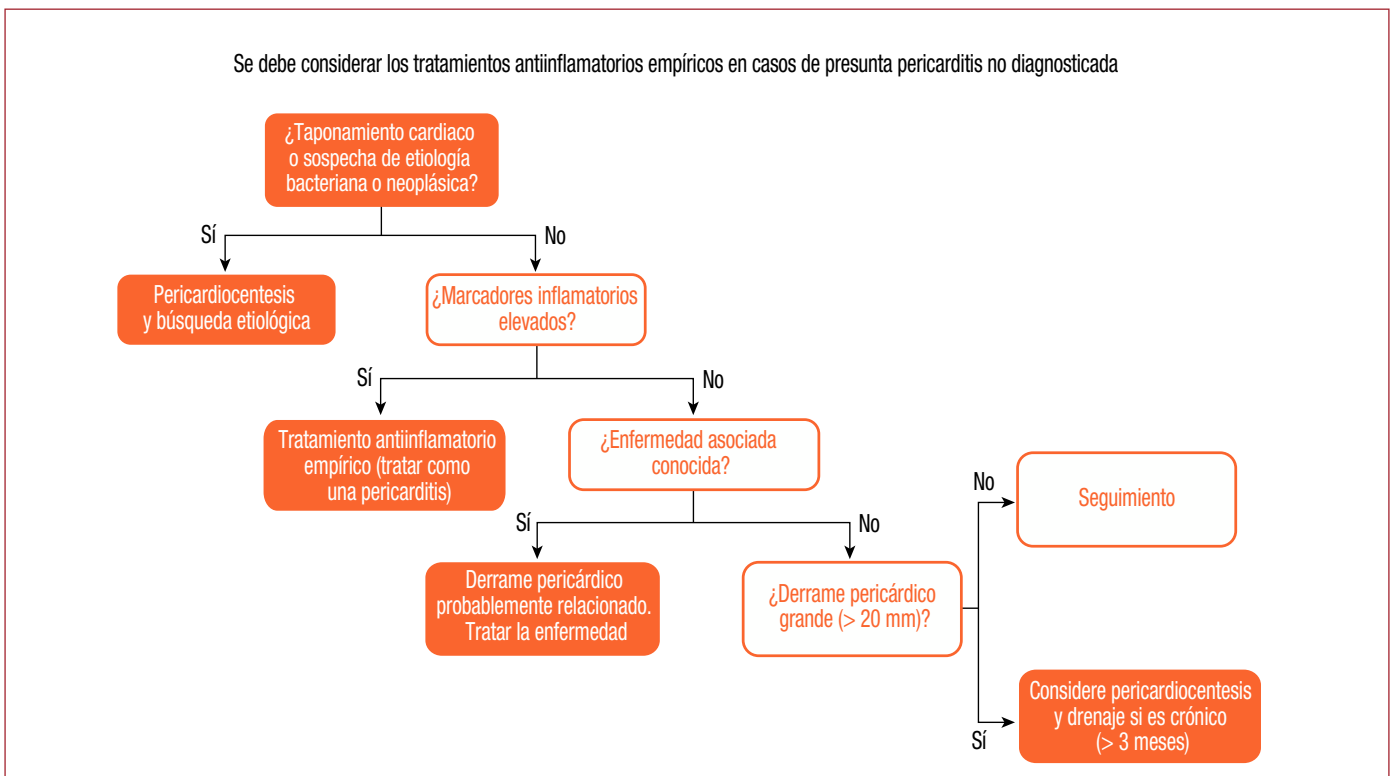 Se debe considerar los tratamientos antiinflamatorios empíricos en casos de presunta pericarditis no diagnosticada
¿Taponamiento cardiaco
o sospecha de etiología
bacteriana o neoplásica?
Sí
No
Pericardiocentesis
y búsqueda etiológica
¿Marcadores inflamatorios
elevados?
Sí
No
Tratamiento antiinflamatorio
empírico (tratar como
una pericarditis)
¿Enfermedad asociada
conocida?
Sí
No
Derrame pericárdico
probablemente relacionado.
Tratar la enfermedad
¿Derrame pericárdico
grande (> 20 mm)?
No
Seguimiento
Sí
Considere pericardiocentesis
y drenaje si es crónico
(> 3 meses)